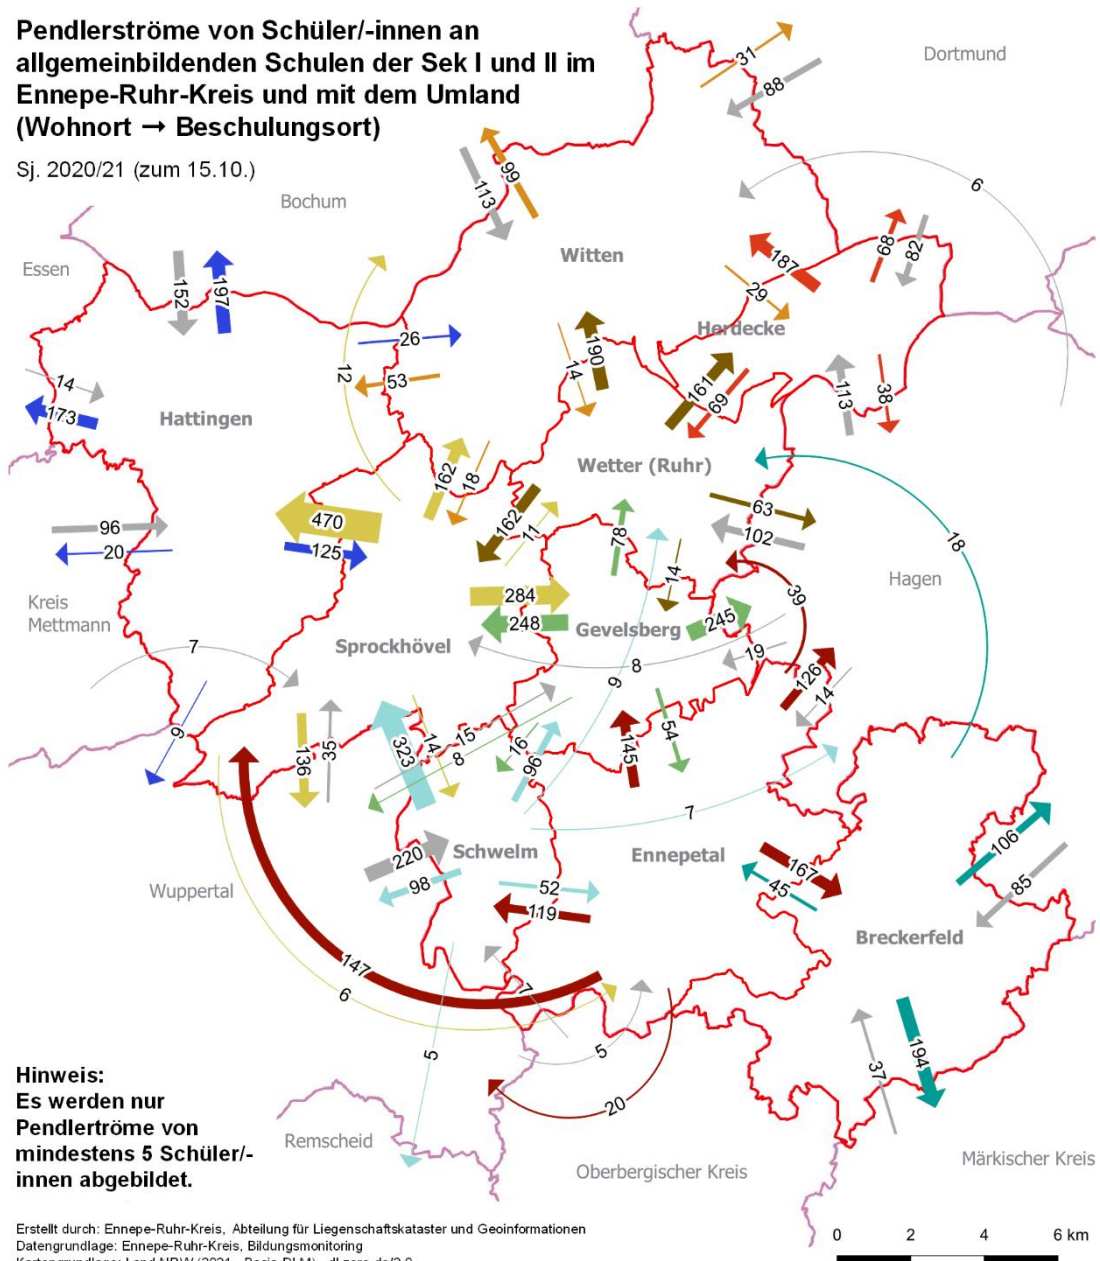 Pendlerströme von Schüler/-innen an
allgemeinbildenden Schulen der Sek I und II im
Ennepe-Ruhr-Kreis und mit dem Umland
(Wohnort → Beschulungsort)
Sj. 2020/21 (zum 15.10.)
31
Dortmund
88
99
113
6
Bochum
Witten
68
82
187
Essen
152
197
29
Herdecke
26
190
12
14
53
14
161
69
113
38
173
Hattingen
Wetter (Ruhr)
162
18
63
470
162
11
78
102
96
125
18
20
14
Hagen
284
39
Kreis
Mettmann
248
Gevelsberg
245
Sprockhövel
7
19
8
9
126
14
9
136
35
323
14
15
8
16
96
145
54
7
220
Schwelm
Ennepetal
106
167
Wuppertal
98
52
45
85
119
Breckerfeld
147
6
7
5
5
194
37
20
Hinweis:
Es werden nur
Pendlertröme von
mindestens 5 Schüler/-
innen abgebildet.
Remscheid
Oberbergischer Kreis
Märkischer Kreis
Erstellt durch: Ennepe-Ruhr-Kreis, Abteilung für Liegenschaftskataster und Geoinformationen
Datengrundlage: Ennepe-Ruhr-Kreis, Bildungsmonitoring
0 2 4 6 km